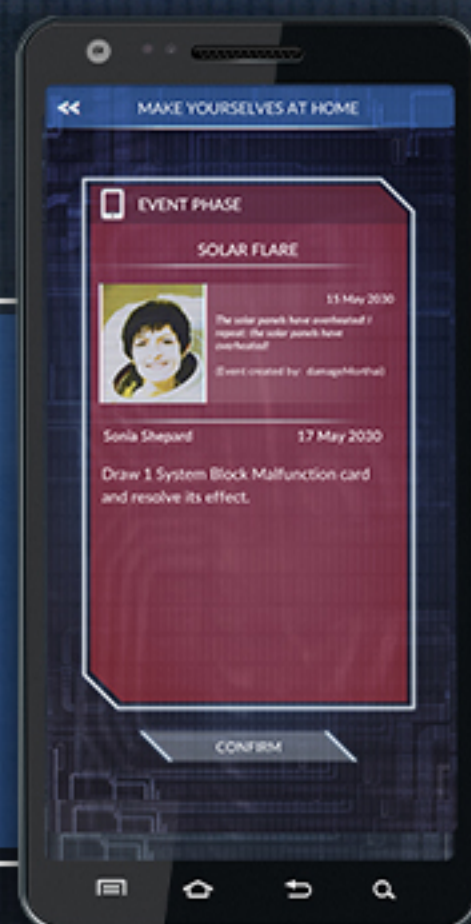 <<
MAKE YOURSELVES AT HOME
EVENT PHASE
SOLAR FLARE
15 May 2030
The solar panels have overheated! I
repeat: the solar panels have
overheated!
(Event created by: damageMorthal)
Sonia Shepard
17 May 2030
Draw 1 System Block Malfunction card
and resolve its effect.
CONFIRM